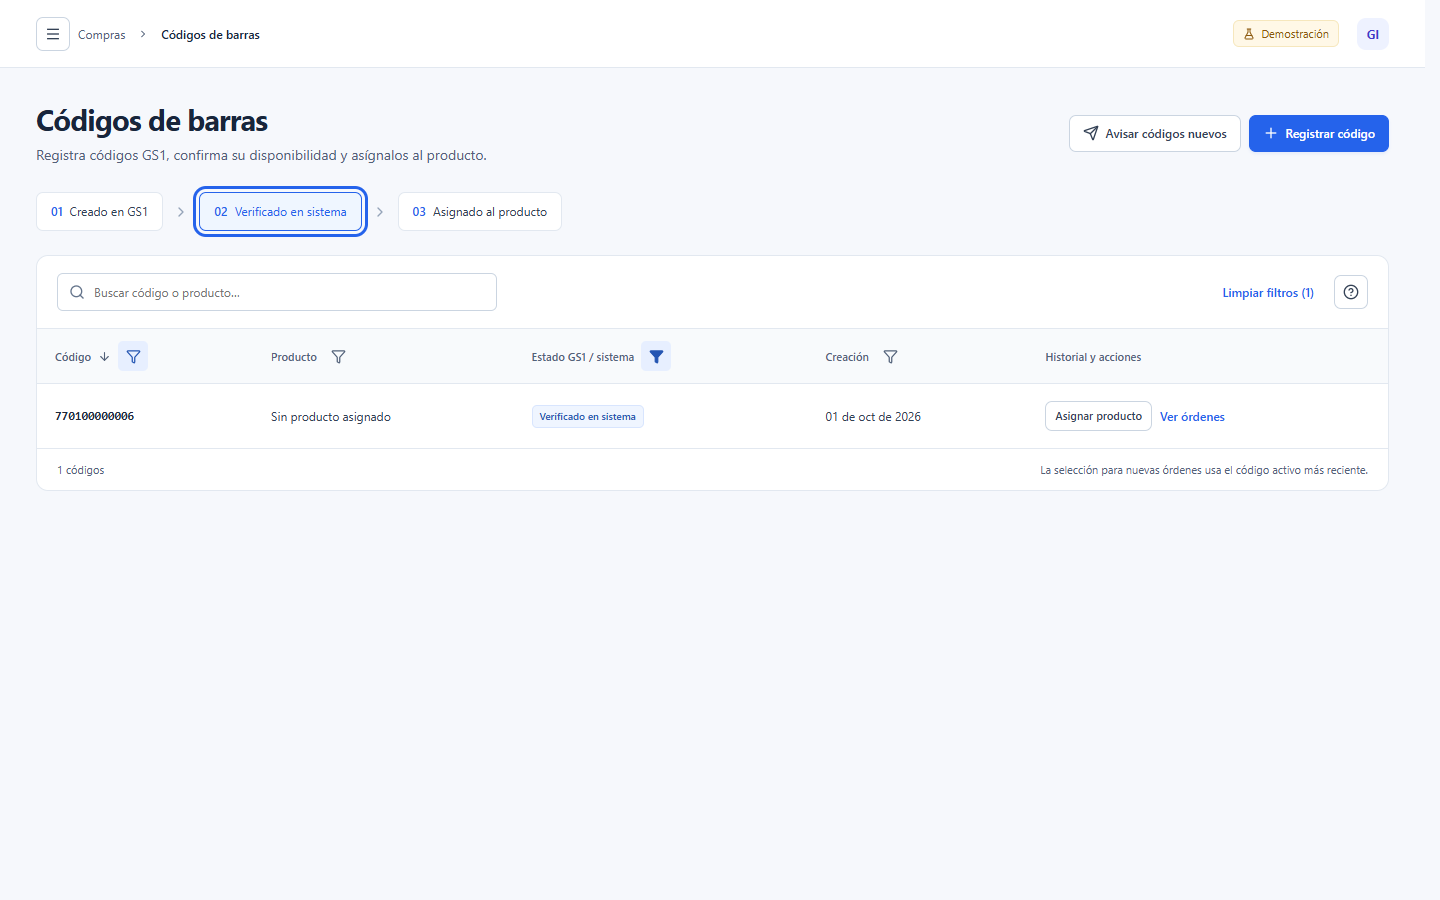 Compras > Códigos de barras
Demostración
GI
Códigos de barras
Registra códigos GS1, confirma su disponibilidad y asígnalos al producto.
Avisar códigos nuevos
Registrar código
01 Creado en GS1
02 Verificado en sistema
03 Asignado al producto
Buscar código o producto...
Limpiar filtros (1)
Código
Producto
Estado GS1 / sistema
Creación
Historial y acciones
770100000006
Sin producto asignado
Verificado en sistema
01 de oct de 2026
Asignar producto
Ver órdenes
1 códigos
La selección para nuevas órdenes usa el código activo más reciente.